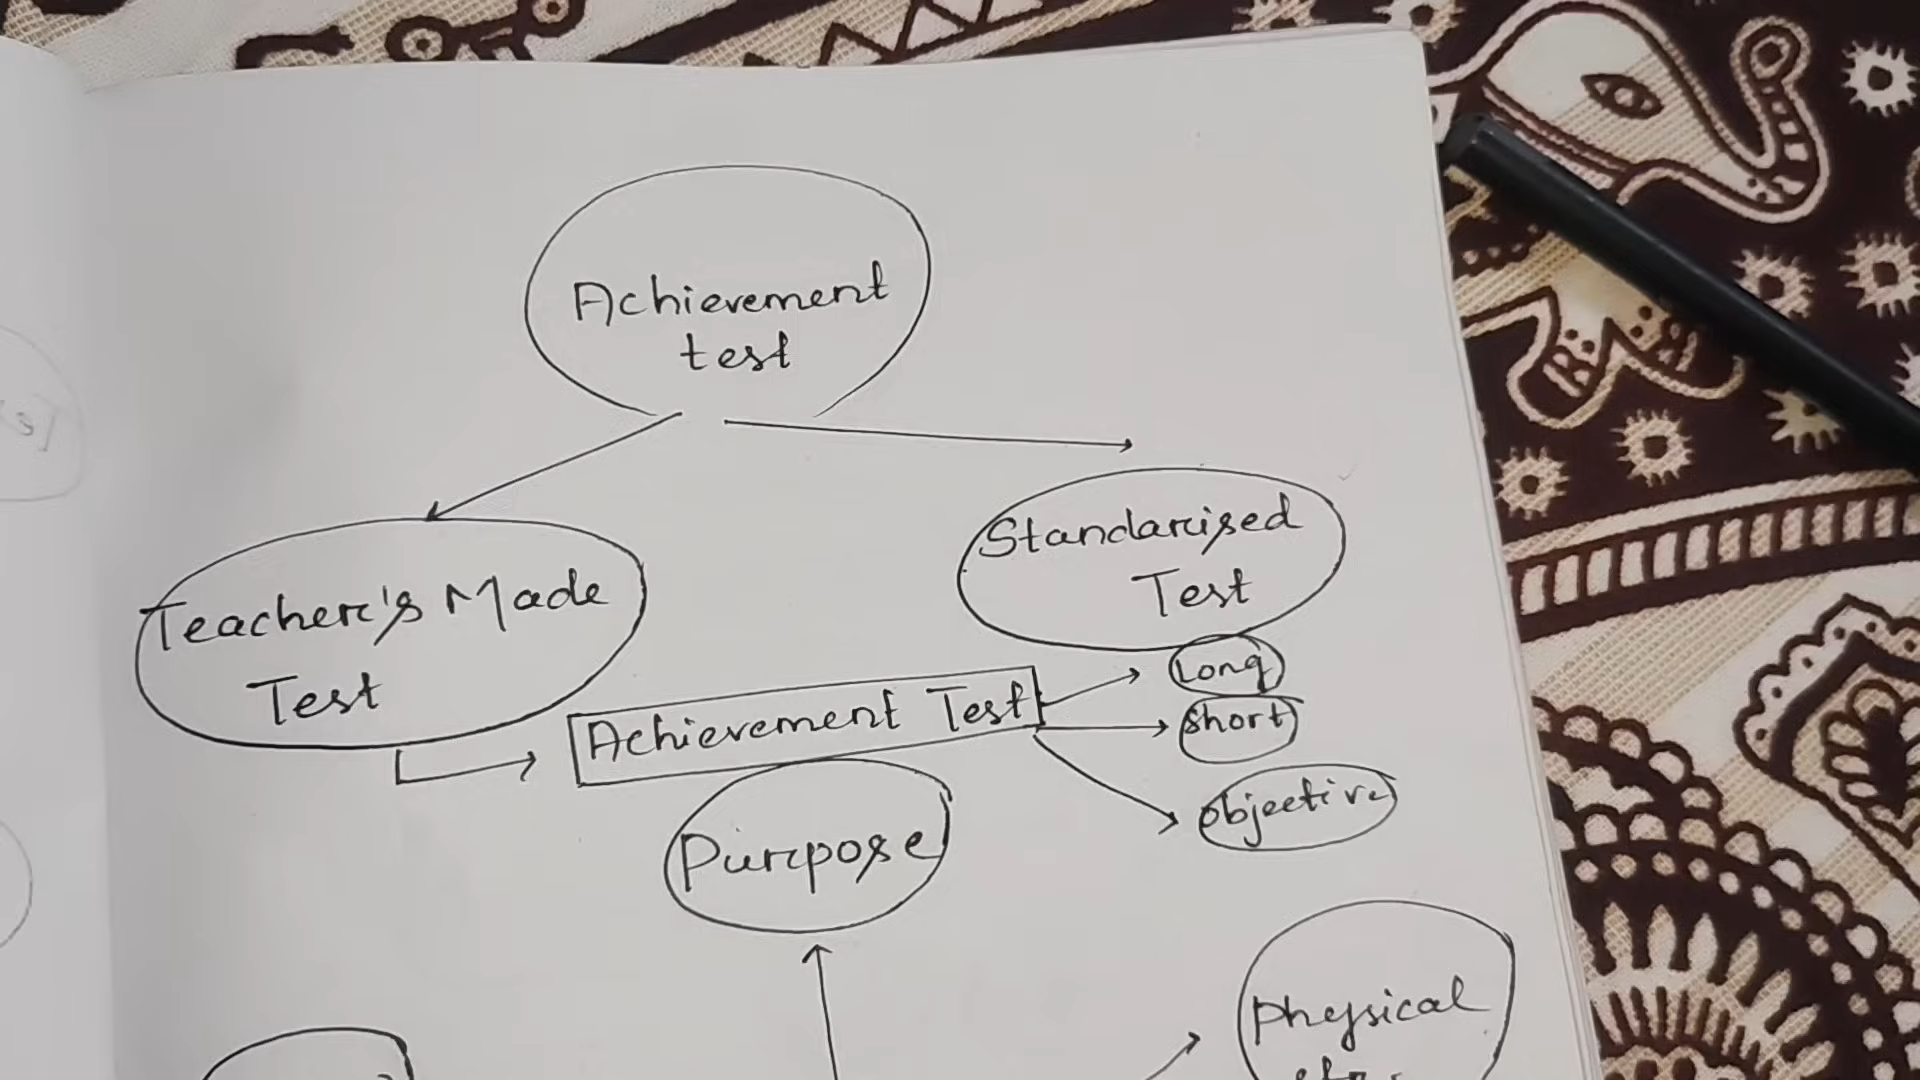 Achievement
test
Teacher's Made
Test
Standarised
Test
Achievement Test
Long
Short
Objective
Purpose
Physical